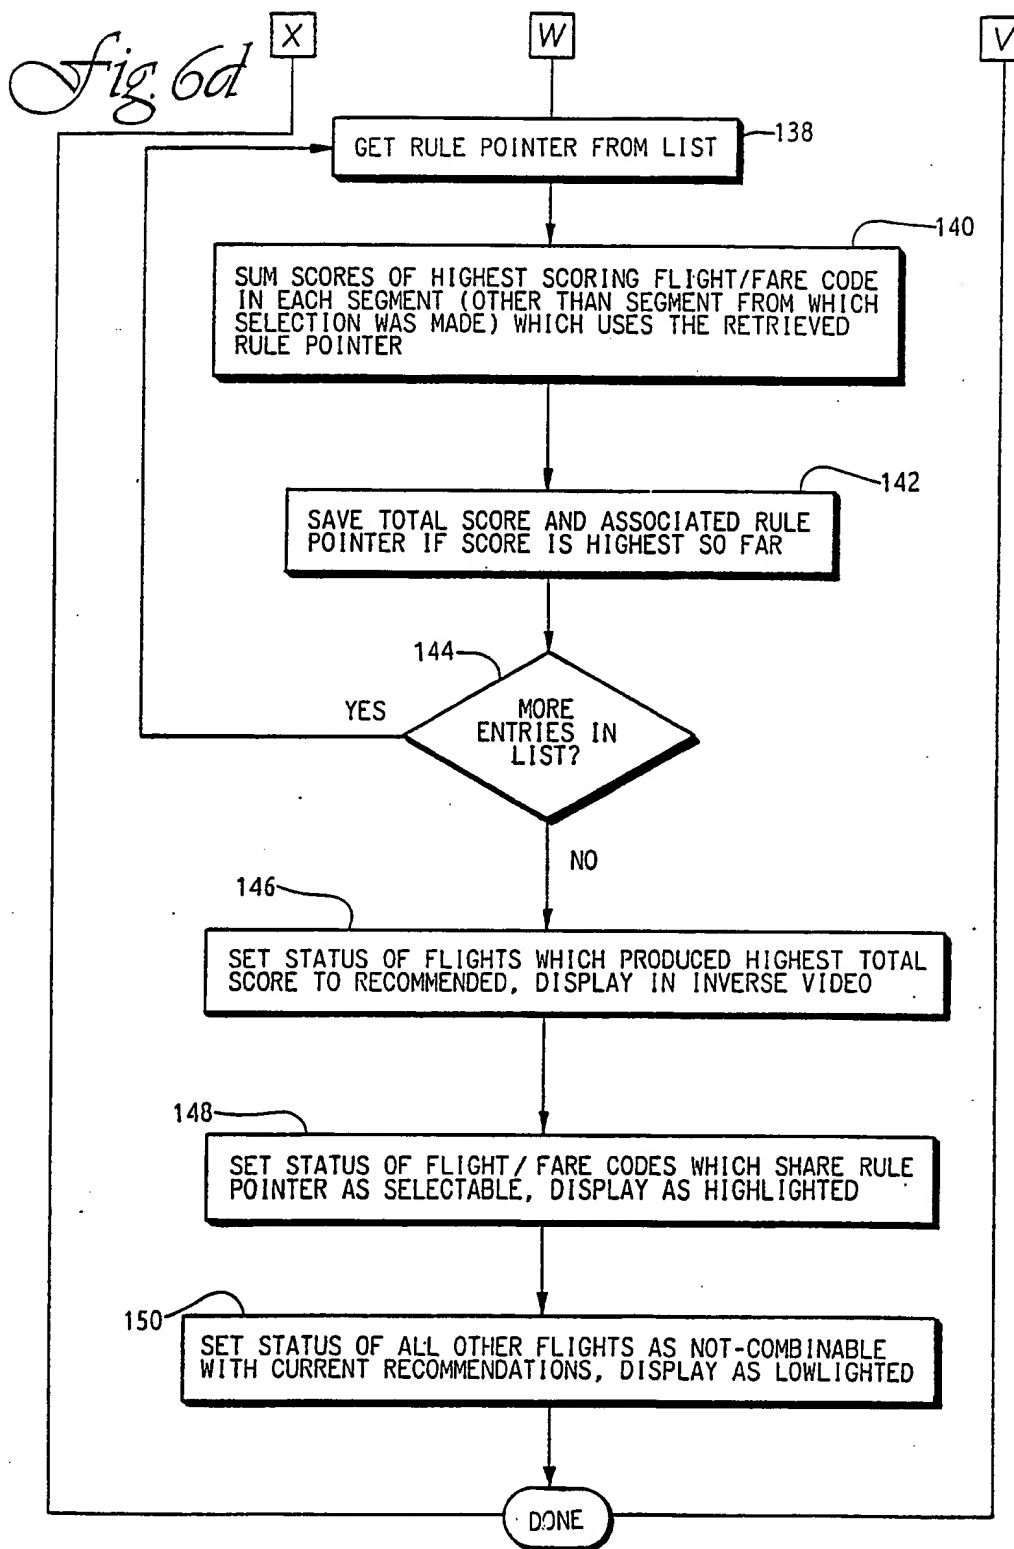 Fig. 6d
X
W
V
GET RULE POINTER FROM LIST
138
140
SUM SCORES OF HIGHEST SCORING FLIGHT/FARE CODE
IN EACH SEGMENT (OTHER THAN SEGMENT FROM WHICH
SELECTION WAS MADE) WHICH USES THE RETRIEVED
RULE POINTER
142
SAVE TOTAL SCORE AND ASSOCIATED RULE
POINTER IF SCORE IS HIGHEST SO FAR
144
YES
MORE
ENTRIES IN
LIST?
NO
146
SET STATUS OF FLIGHTS WHICH PRODUCED HIGHEST TOTAL
SCORE TO RECOMMENDED, DISPLAY IN INVERSE VIDEO
148
SET STATUS OF FLIGHT/FARE CODES WHICH SHARE RULE
POINTER AS SELECTABLE, DISPLAY AS HIGHLIGHTED
150
SET STATUS OF ALL OTHER FLIGHTS AS NOT-COMBINABLE
WITH CURRENT RECOMMENDATIONS, DISPLAY AS LOWLIGHTED
DONE